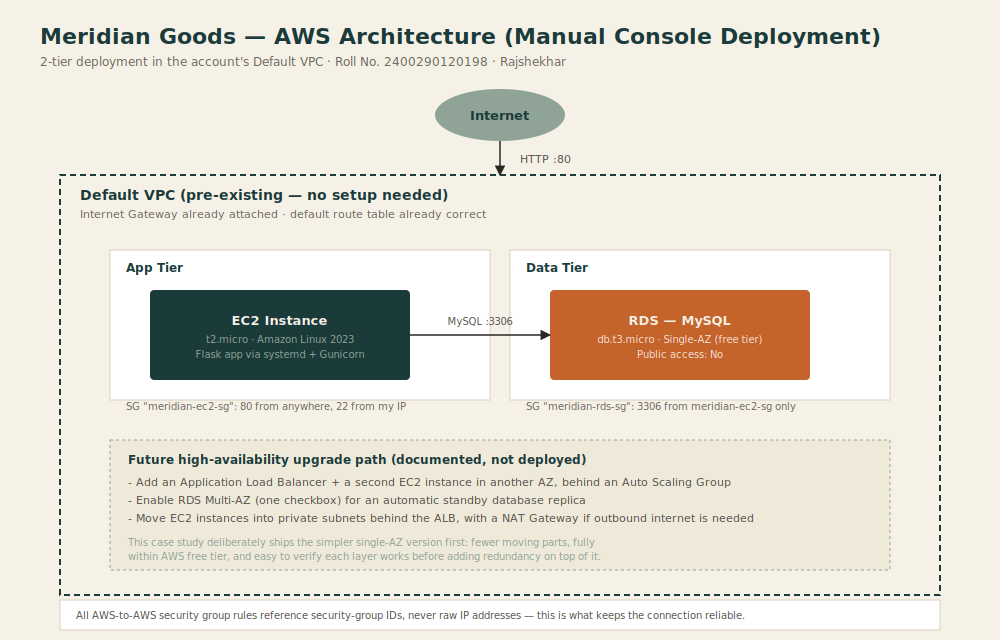 Meridian Goods — AWS Architecture (Manual Console Deployment)
2-tier deployment in the account's Default VPC · Roll No. 2400290120198 · Rajshekhar
Internet
HTTP :80
Default VPC (pre-existing — no setup needed)
Internet Gateway already attached · default route table already correct
App Tier
EC2 Instance
t2.micro · Amazon Linux 2023
Flask app via systemd + Gunicorn
SG "meridian-ec2-sg": 80 from anywhere, 22 from my IP
MySQL :3306
Data Tier
RDS — MySQL
db.t3.micro · Single-AZ (free tier)
Public access: No
SG "meridian-rds-sg": 3306 from meridian-ec2-sg only
Future high-availability upgrade path (documented, not deployed)
- Add an Application Load Balancer + a second EC2 instance in another AZ, behind an Auto Scaling Group
- Enable RDS Multi-AZ (one checkbox) for an automatic standby database replica
- Move EC2 instances into private subnets behind the ALB, with a NAT Gateway if outbound internet is needed
This case study deliberately ships the simpler single-AZ version first: fewer moving parts, fully
within AWS free tier, and easy to verify each layer works before adding redundancy on top of it.
All AWS-to-AWS security group rules reference security-group IDs, never raw IP addresses — this is what keeps the connection reliable.